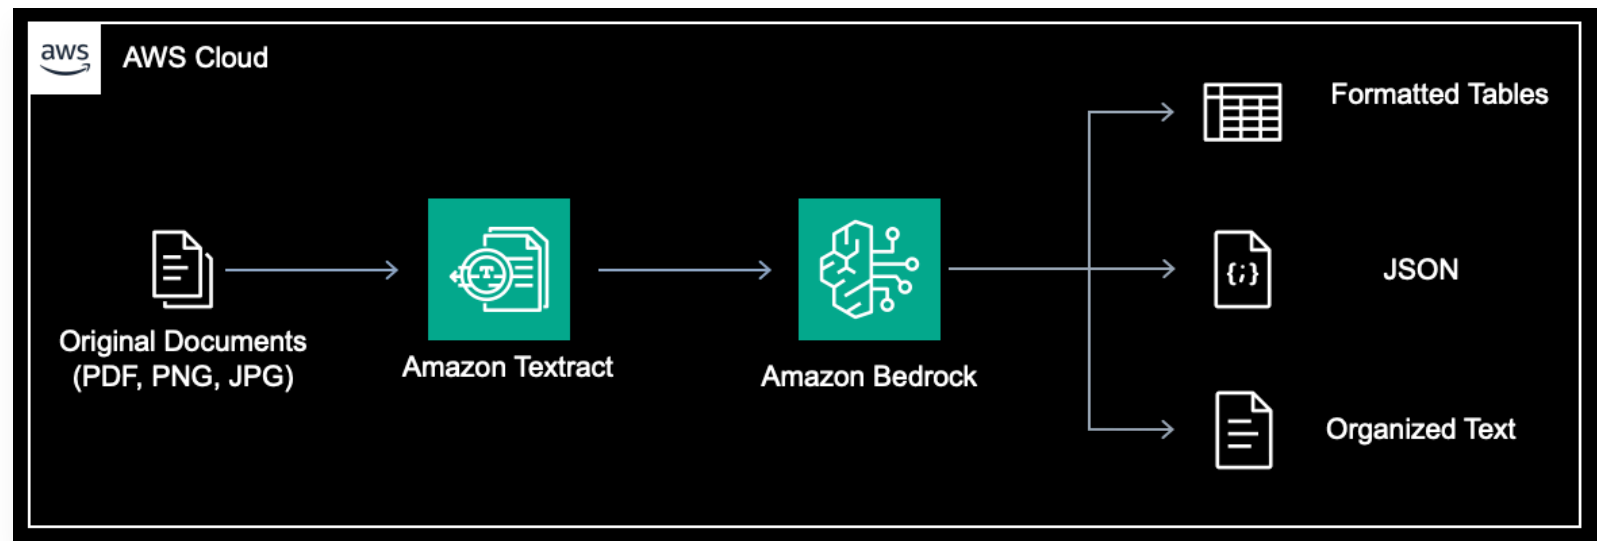 aws
AWS Cloud
Formatted Tables
T
{;}
JSON
Original Documents
(PDF, PNG, JPG)
Amazon Textract
Amazon Bedrock
Organized Text